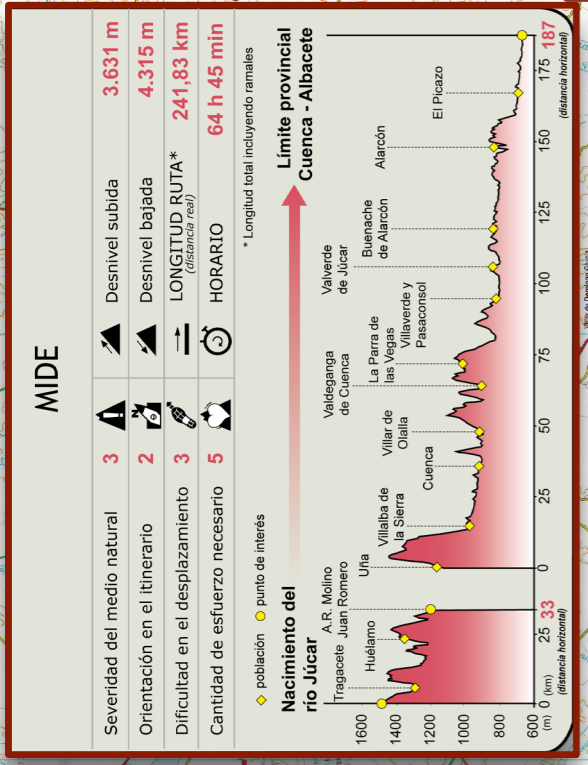 MIDE
Severidad del medio natural 3
Orientación en el itinerario 2
Dificultad en el desplazamiento 3
Cantidad de esfuerzo necesario 5
Desnivel subida 3.631 m
Desnivel bajada 4.315 m
LONGITUD RUTA* 241,83 km
(distancia real)
HORARIO 64 h 45 min
* Longitud total incluyendo ramales
población
punto de interés
Nacimiento del
río Júcar
Límite provincial
Cuenca - Albacete
Tragacete
Huélamo
A.R. Molino
Juan Romero
Uña
Villalba de
la Sierra
Cuenca
Villar de
Olalla
Valdeganga
de Cuenca
La Parra de
las Vegas
Villaverde y
Pasaconsol
Valverde
de Júcar
Buenache
de Alarcón
Alarcón
El Picazo
1600
1400
1200
1000
800
600
(m)
0 (km) 25 33
(distancia horizontal)
0 25 50 75 100 125 150 175 187
(distancia horizontal)